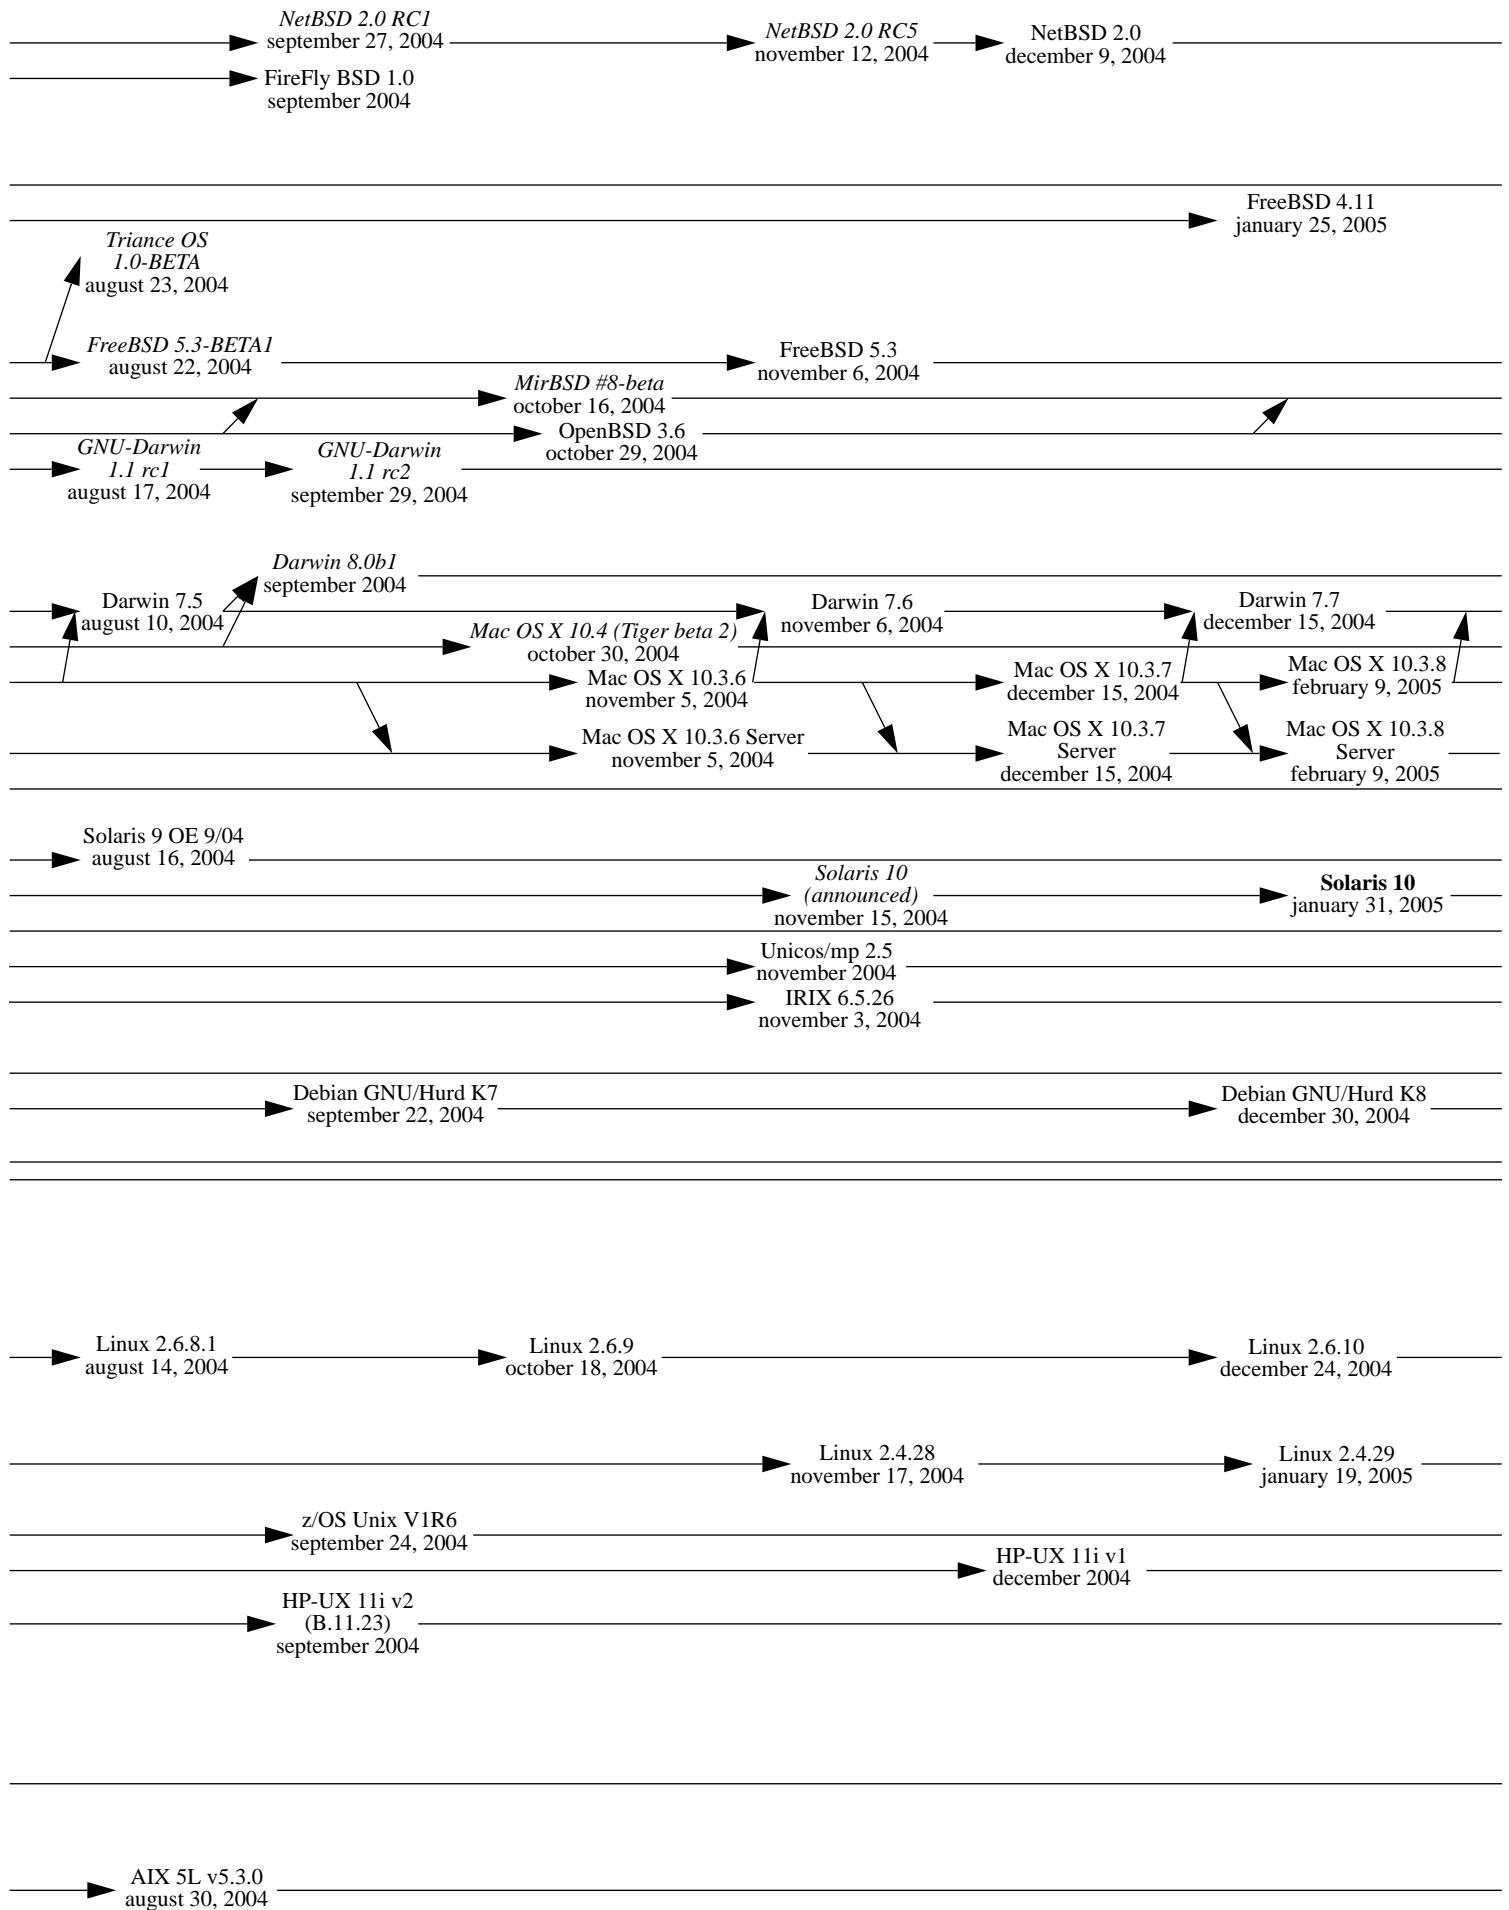 NetBSD 2.0 RC1
september 27, 2004
NetBSD 2.0 RC5
november 12, 2004
NetBSD 2.0
december 9, 2004
FireFly BSD 1.0
september 2004
FreeBSD 4.11
january 25, 2005
Triance OS
1.0-BETA
august 23, 2004
FreeBSD 5.3-BETA1
august 22, 2004
FreeBSD 5.3
november 6, 2004
MirBSD #8-beta
october 16, 2004
OpenBSD 3.6
october 29, 2004
GNU-Darwin
1.1 rc1
august 17, 2004
GNU-Darwin
1.1 rc2
september 29, 2004
Darwin 8.0b1
september 2004
Darwin 7.5
august 10, 2004
Darwin 7.6
november 6, 2004
Darwin 7.7
december 15, 2004
Mac OS X 10.4 (Tiger beta 2)
october 30, 2004
Mac OS X 10.3.6
november 5, 2004
Mac OS X 10.3.7
december 15, 2004
Mac OS X 10.3.8
february 9, 2005
Mac OS X 10.3.6 Server
november 5, 2004
Mac OS X 10.3.7
Server
december 15, 2004
Mac OS X 10.3.8
Server
february 9, 2005
Solaris 9 OE 9/04
august 16, 2004
Solaris 10
(announced)
november 15, 2004
Solaris 10
january 31, 2005
Unicos/mp 2.5
november 2004
IRIX 6.5.26
november 3, 2004
Debian GNU/Hurd K7
september 22, 2004
Debian GNU/Hurd K8
december 30, 2004
Linux 2.6.8.1
august 14, 2004
Linux 2.6.9
october 18, 2004
Linux 2.6.10
december 24, 2004
Linux 2.4.28
november 17, 2004
Linux 2.4.29
january 19, 2005
z/OS Unix V1R6
september 24, 2004
HP-UX 11i v1
december 2004
HP-UX 11i v2
(B.11.23)
september 2004
AIX 5L v5.3.0
august 30, 2004